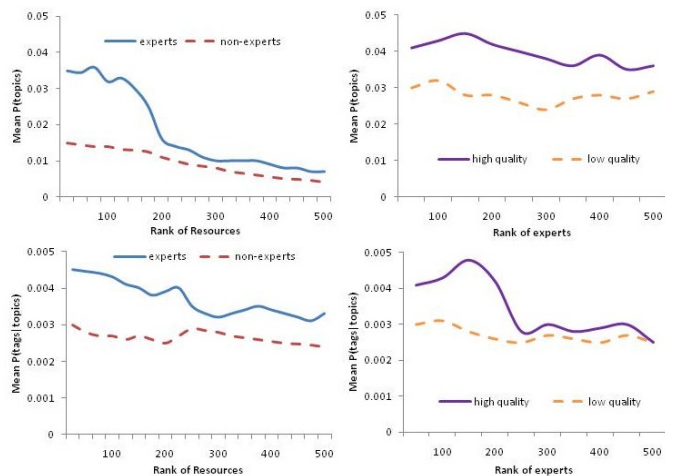 0.05
0.04
0.03
0.02
0.01
0
Mean P(topics)
experts non-experts
100 200 300 400 500
Rank of Resources
0.05
0.04
0.03
0.02
0.01
0
Mean P(topics)
high quality low quality
100 200 300 400 500
Rank of experts
0.005
0.004
0.003
0.002
0.001
0
Mean P(tags|topics)
experts non-experts
100 200 300 400 500
Rank of Resources
0.005
0.004
0.003
0.002
0.001
0
Mean P(tags|topics)
high quality low quality
100 200 300 400 500
Rank of experts